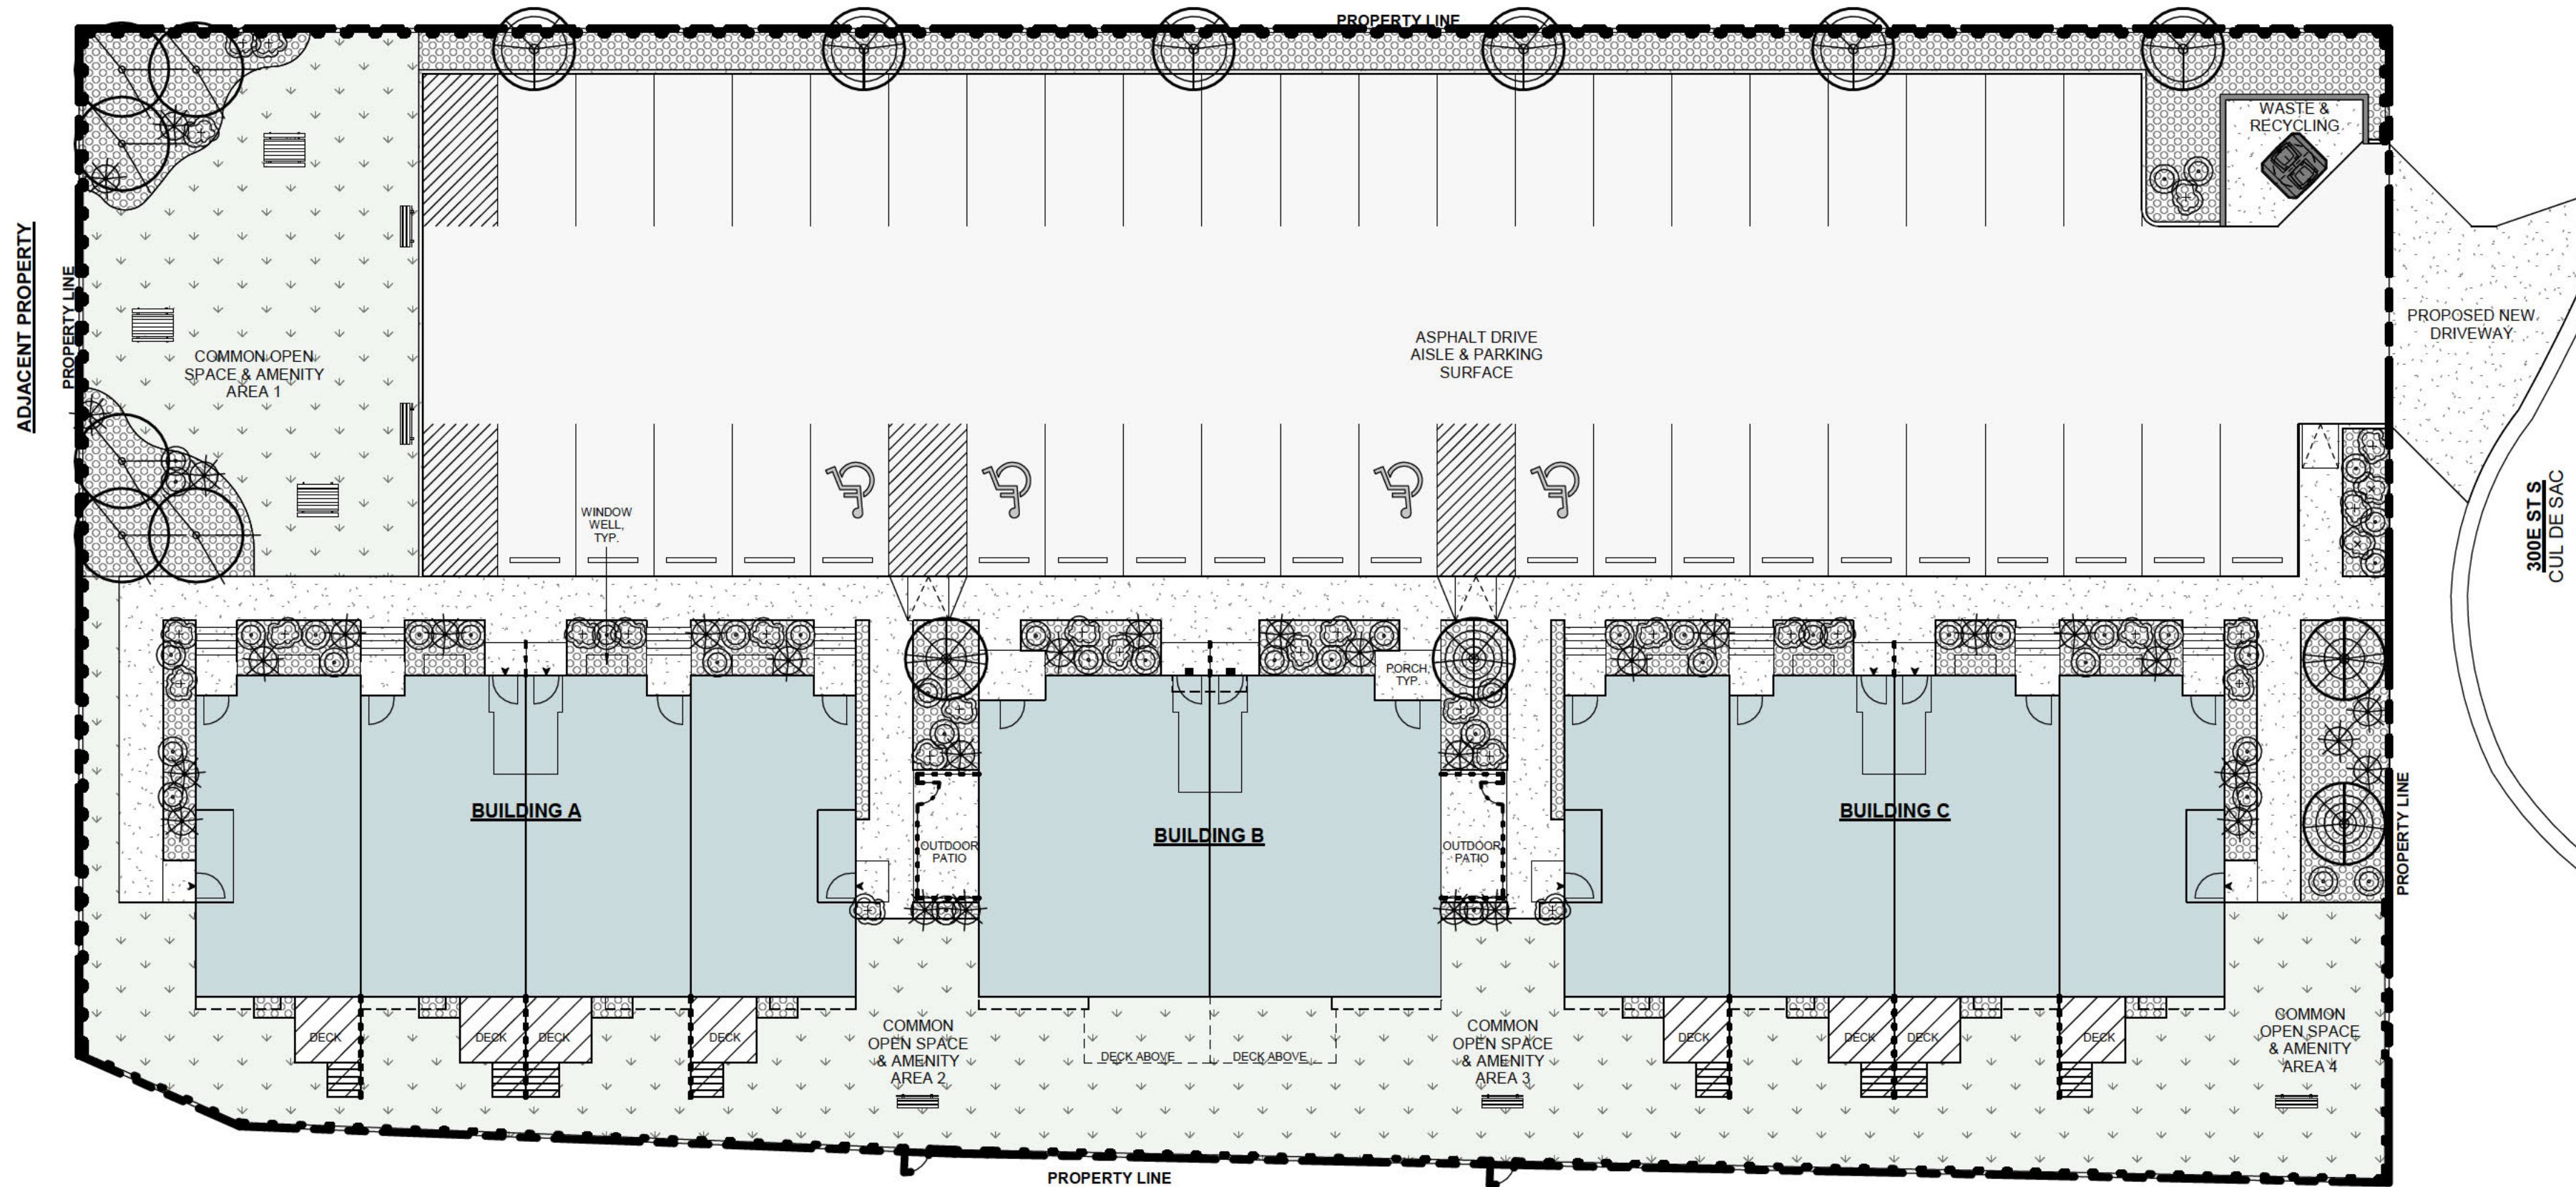 PROPERTY LINE
WASTE &
RECYCLING
ADJACENT PROPERTY
PROPERTY LINE
COMMON OPEN
SPACE & AMENITY
AREA 1
ASPHALT DRIVE
AISLE & PARKING
SURFACE
PROPOSED NEW
DRIVEWAY
300E ST S
CUL DE SAC
WINDOW
WELL,
TYP.
PORCH,
TYP.
BUILDING A
BUILDING B
BUILDING C
OUTDOOR
PATIO
OUTDOOR
PATIO
PROPERTY LINE
DECK
DECK
DECK
DECK
COMMON
OPEN SPACE
& AMENITY
AREA 2
DECK ABOVE
DECK ABOVE
COMMON
OPEN SPACE
& AMENITY
AREA 3
DECK
DECK
DECK
DECK
COMMON
OPEN SPACE
& AMENITY
AREA 4
PROPERTY LINE